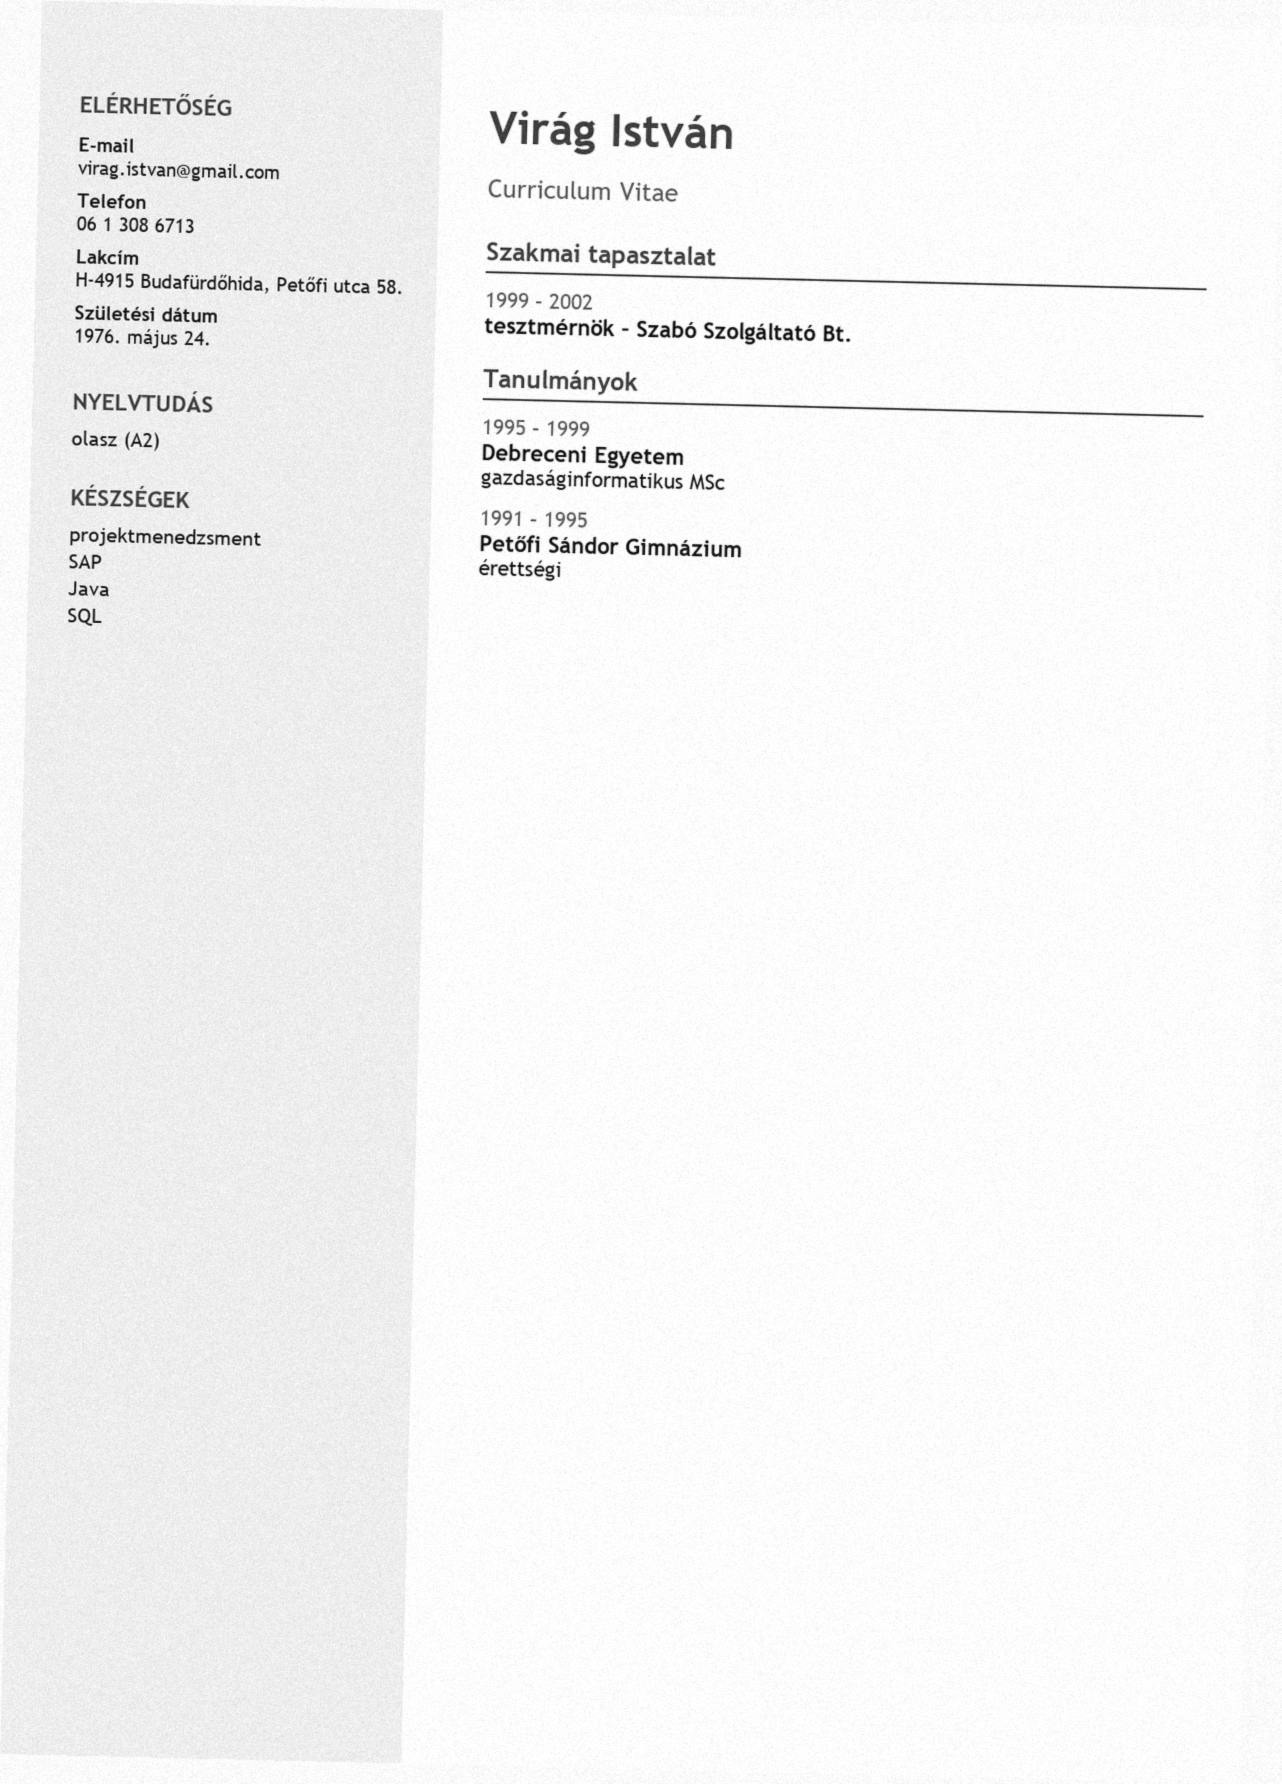 ELÉRHETŐSÉG
E-mail
virag.istvan@gmail.com
Telefon
06 1 308 6713
Lakcím
H-4915 Budafürdőhida, Petőfi utca 58.
Születési dátum
1976. május 24.
NYELVTUDÁS
olasz (A2)
KÉSZSÉGEK
projektmenedzsment
SAP
Java
SQL
Virág István
Curriculum Vitae
Szakmai tapasztalat
1999 - 2002
tesztmérnök - Szabó Szolgáltató Bt.
Tanulmányok
1995 - 1999
Debreceni Egyetem
gazdaságinformatikus MSc
1991 - 1995
Petőfi Sándor Gimnázium
érettségi